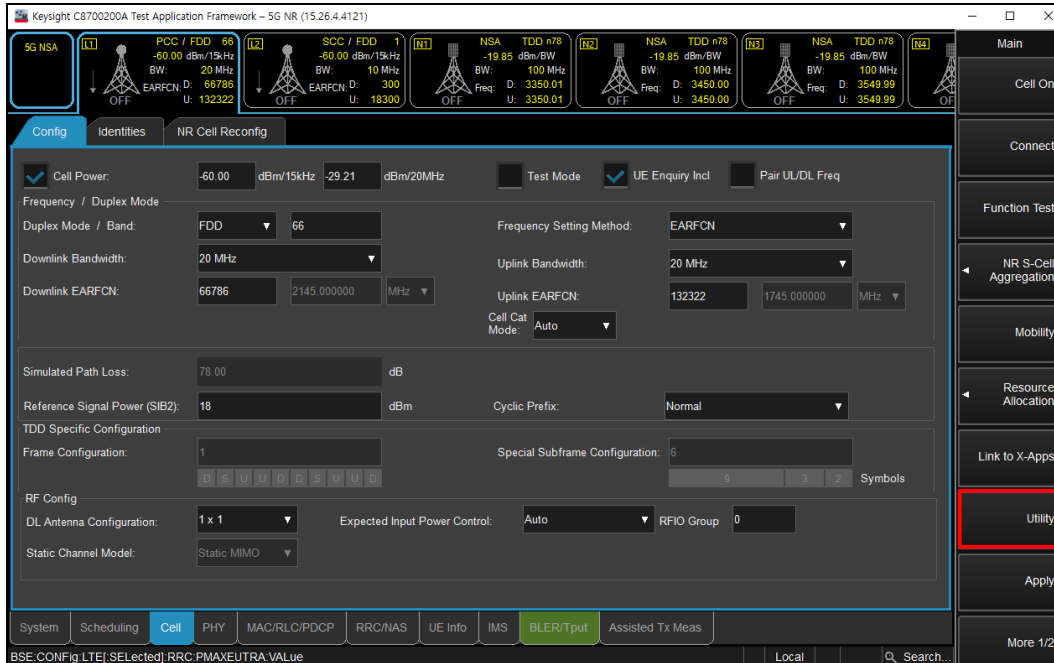 Keysight C8700200A Test Application Framework – 5G NR (15.26.4.4121)
5G NSA
L1 PCC / FDD 66
-60.00 dBm/15kHz
BW: 20 MHz
EARFCN: D: 66786
U: 132322
OFF
L2 SCC / FDD 1
-60.00 dBm/15kHz
BW: 10 MHz
EARFCN: D: 300
U: 18300
OFF
N1 NSA TDD n78
-19.85 dBm/BW
BW: 100 MHz
Freq: D: 3350.01
U: 3350.01
OFF
N2 NSA TDD n78
-19.85 dBm/BW
BW: 100 MHz
Freq: D: 3450.00
U: 3450.00
OFF
N3 NSA TDD n78
-19.85 dBm/BW
BW: 100 MHz
Freq: D: 3549.99
U: 3549.99
OFF
N4
OF
Config Identities NR Cell Reconfig
Cell Power: -60.00 dBm/15kHz -29.21 dBm/20MHz Test Mode UE Enquiry Incl Pair UL/DL Freq
Frequency / Duplex Mode
Duplex Mode / Band: FDD 66 Frequency Setting Method: EARFCN
Downlink Bandwidth: 20 MHz Uplink Bandwidth: 20 MHz
Downlink EARFCN: 66786 2145.000000 MHz Uplink EARFCN: 132322 1745.000000 MHz
Cell Cat
Mode: Auto
Simulated Path Loss: 78.00 dB
Reference Signal Power (SIB2): 18 dBm Cyclic Prefix: Normal
TDD Specific Configuration
Frame Configuration: 1 Special Subframe Configuration: 6
D S U U D D S U U D 9 3 2 Symbols
RF Config
DL Antenna Configuration: 1 x 1 Expected Input Power Control: Auto RFIO Group 0
Static Channel Model: Static MIMO
System Scheduling Cell PHY MAC/RLC/PDCP RRC/NAS UE Info IMS BLER/Tput Assisted Tx Meas
BSE:CONFig:LTE[:SELected]:RRC:PMAXEUTRA:VALue Local Search...
Main
Cell On
Connect
Function Test
NR S-Cell
Aggregation
Mobility
Resource
Allocation
Link to X-Apps
Utility
Apply
More 1/2